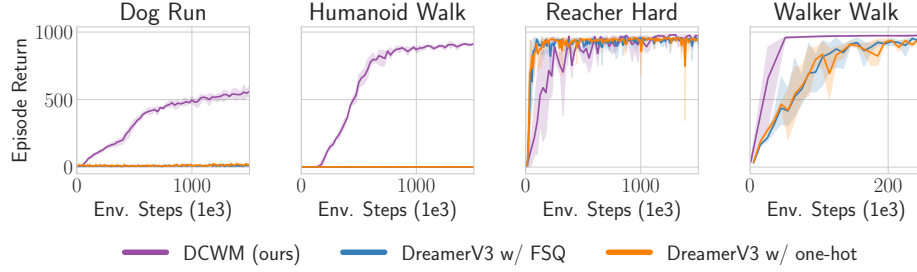 Dog Run
Humanoid Walk
Reacher Hard
Walker Walk
Episode Return
1000
500
0
0 1000
0 1000
0 1000
0 200
Env. Steps (1e3)
Env. Steps (1e3)
Env. Steps (1e3)
Env. Steps (1e3)
DCWM (ours)
DreamerV3 w/ FSQ
DreamerV3 w/ one-hot